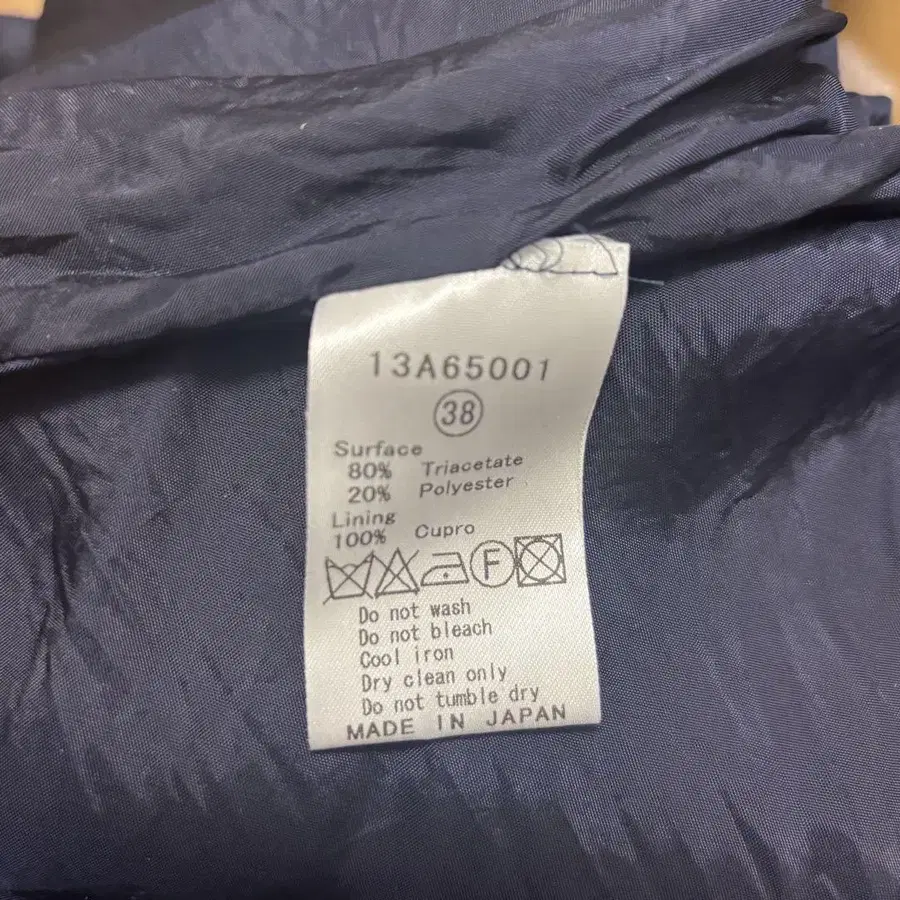 13A65001
38
Surface
80% Triacetate
20% Polyester
Lining
100% Cupro
F
Do not wash
Do not bleach
Cool iron
Dry clean only
Do not tumble dry
MADE IN JAPAN